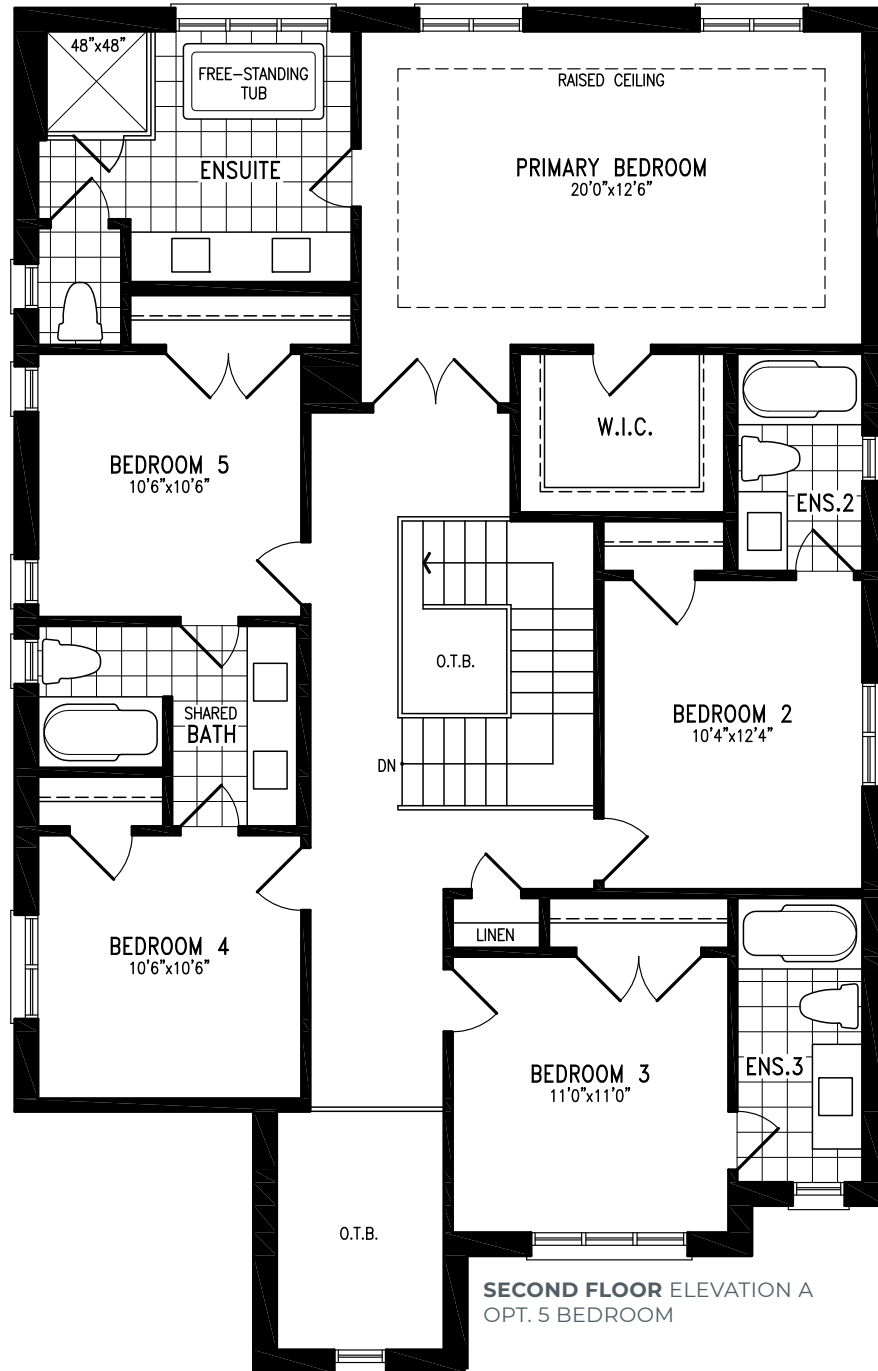 48"x48"
FREE-STANDING
TUB
ENSUITE
RAISED CEILING
PRIMARY BEDROOM
20'0"x12'6"
W.I.C.
BEDROOM 5
10'6"x10'6"
ENS.2
O.T.B.
SHARED
BATH
BEDROOM 2
10'4"x12'4"
DN
LINEN
BEDROOM 4
10'6"x10'6"
BEDROOM 3
11'0"x11'0"
ENS.3
O.T.B.
SECOND FLOOR ELEVATION A
OPT. 5 BEDROOM